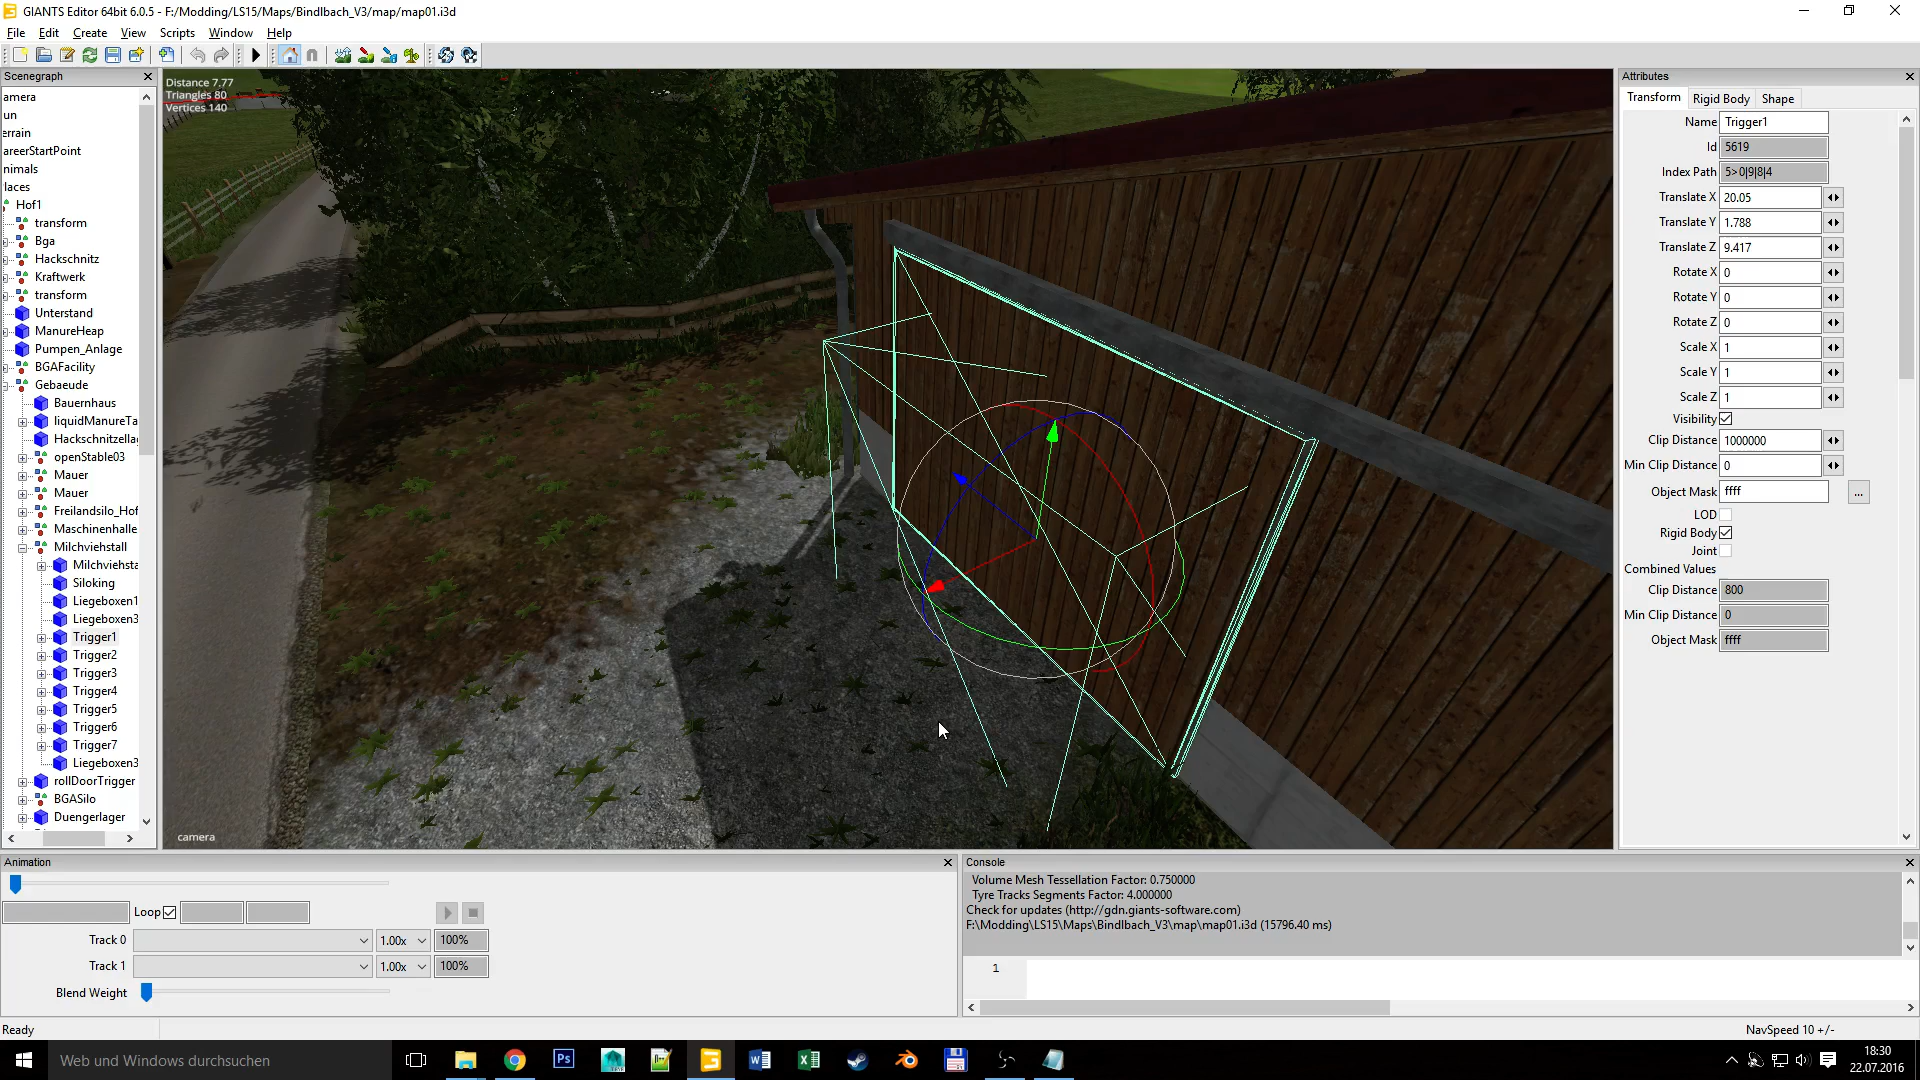 GIANTS Editor 64bit 6.0.5 - F:/Modding/LS15/Maps/Bindlbach_V3/map/map01.i3d
File Edit Create View Scripts Window Help
Scenegraph
amera
un
errain
areerStartPoint
nimals
laces
Hof1
transform
Bga
Hackschnitz
Kraftwerk
transform
Unterstand
ManureHeap
Pumpen_Anlage
BGAFacility
Gebaeude
Bauernhaus
liquidManureTa
Hackschnitzella
openStable03
Mauer
Mauer
Freilandsilo_Hof
Maschinenhalle
Milchviehstall
Milchviehsta
Siloking
Liegeboxen1
Liegeboxen3
Trigger1
Trigger2
Trigger3
Trigger4
Trigger5
Trigger6
Trigger7
Liegeboxen3
rollDoorTrigger
BGASilo
Duengerlager
Distance 7,77
Triangles 80
Vertices 140
camera
Attributes
Transform Rigid Body Shape
Name Trigger1
Id 5619
Index Path 5>0|9|8|4
Translate X 20.05
Translate Y 1.788
Translate Z 9.417
Rotate X 0
Rotate Y 0
Rotate Z 0
Scale X 1
Scale Y 1
Scale Z 1
Visibility
Clip Distance 1000000
Min Clip Distance 0
Object Mask ffff ...
LOD
Rigid Body
Joint
Combined Values
Clip Distance 800
Min Clip Distance 0
Object Mask ffff
Animation
Loop
Track 0 1.00x 100%
Track 1 1.00x 100%
Blend Weight
Console
Volume Mesh Tessellation Factor: 0.750000
Tyre Tracks Segments Factor: 4.000000
Check for updates (http://gdn.giants-software.com)
F:\Modding\LS15\Maps\Bindlbach_V3\map\map01.i3d (15796.40 ms)
1
Ready
NavSpeed 10 +/-
Web und Windows durchsuchen
Ps
18:30
22.07.2016